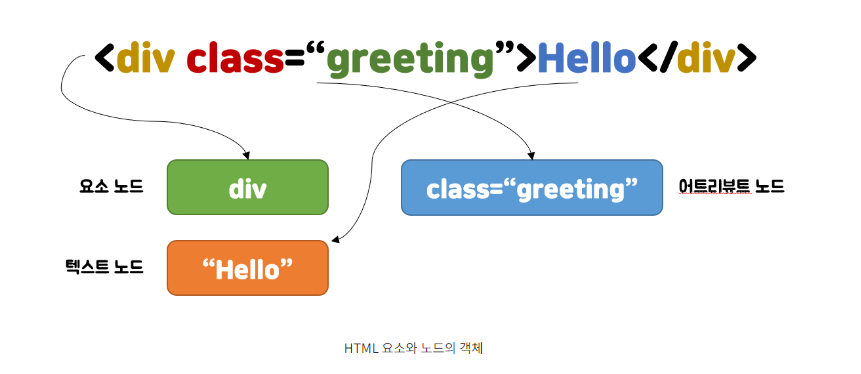 <div class=“greeting”>Hello</div>
요소 노드 div class=“greeting” 어트리뷰트 노드
텍스트 노드 “Hello”
HTML 요소와 노드의 객체